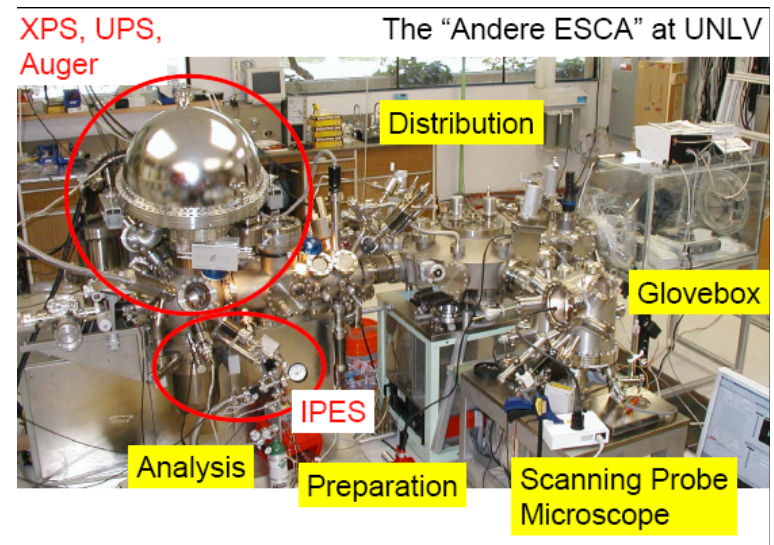 XPS, UPS,
Auger
The “Andere ESCA” at UNLV
Distribution
Glovebox
IPES
Analysis
Preparation
Scanning Probe
Microscope